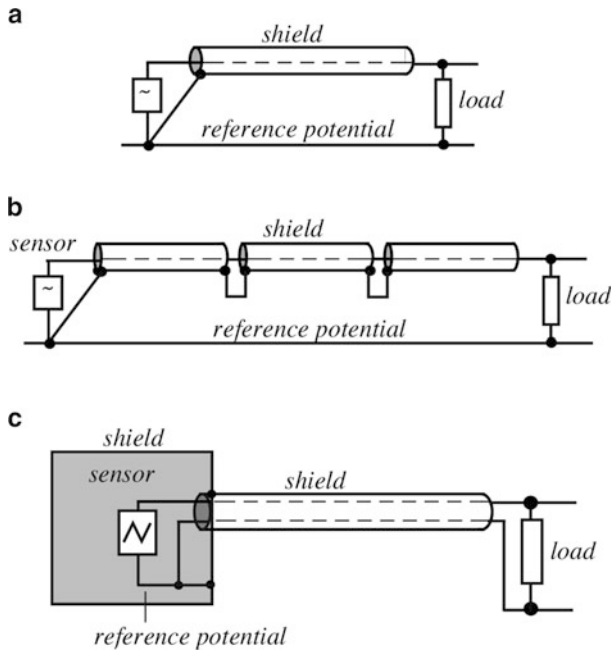 a
shield
~
load
reference potential
b
shield
sensor
~
load
reference potential
c
shield
sensor
shield
load
reference potential